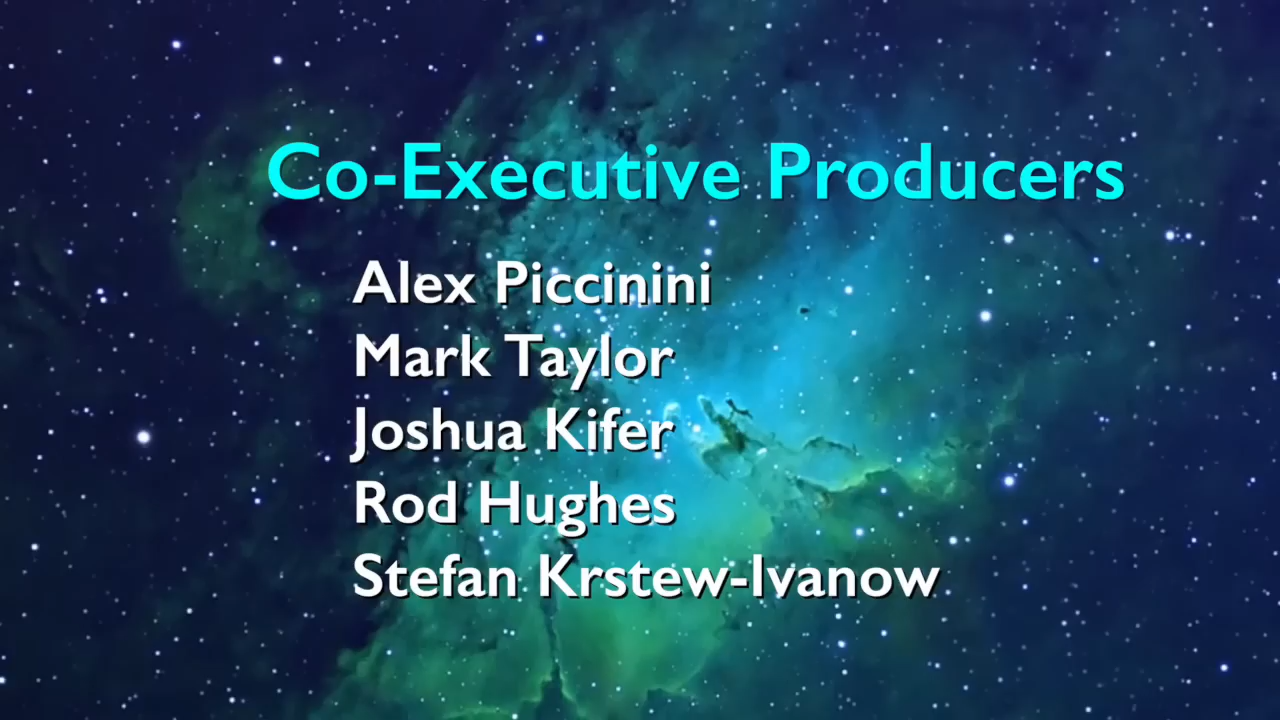 Co-Executive Producers
Alex Piccinini
Mark Taylor
Joshua Kifer
Rod Hughes
Stefan Krstew-Ivanow